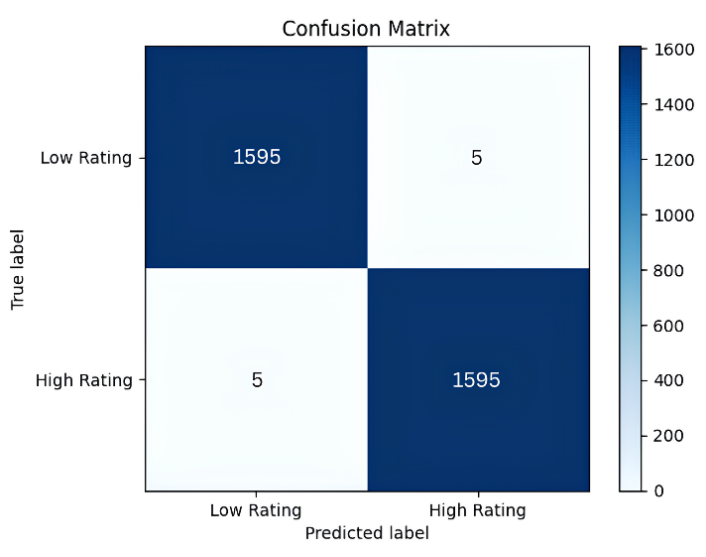 Confusion Matrix
True label
Low Rating
High Rating
1595
5
5
1595
Low Rating
High Rating
Predicted label
1600
1400
1200
1000
800
600
400
200
0